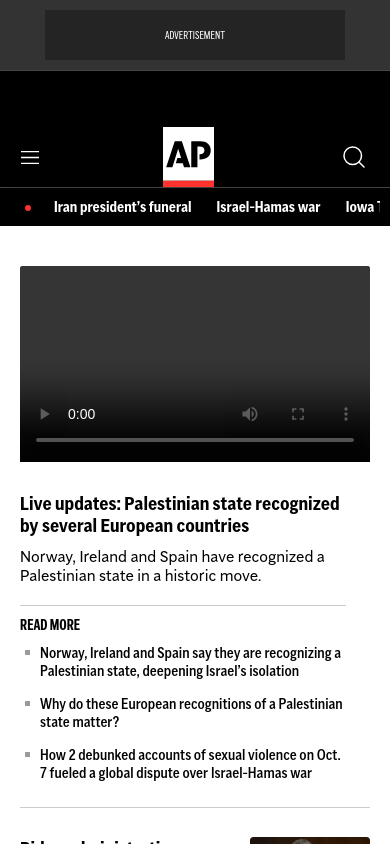 ADVERTISEMENT
AP
Iran president's funeral
Israel-Hamas war
Iowa
0:00
Live updates: Palestinian state recognized
by several European countries
Norway, Ireland and Spain have recognized a
Palestinian state in a historic move.
READ MORE
Norway, Ireland and Spain say they are recognizing a
Palestinian state, deepening Israel's isolation
Why do these European recognitions of a Palestinian
state matter?
How 2 debunked accounts of sexual violence on Oct.
7 fueled a global dispute over Israel-Hamas war